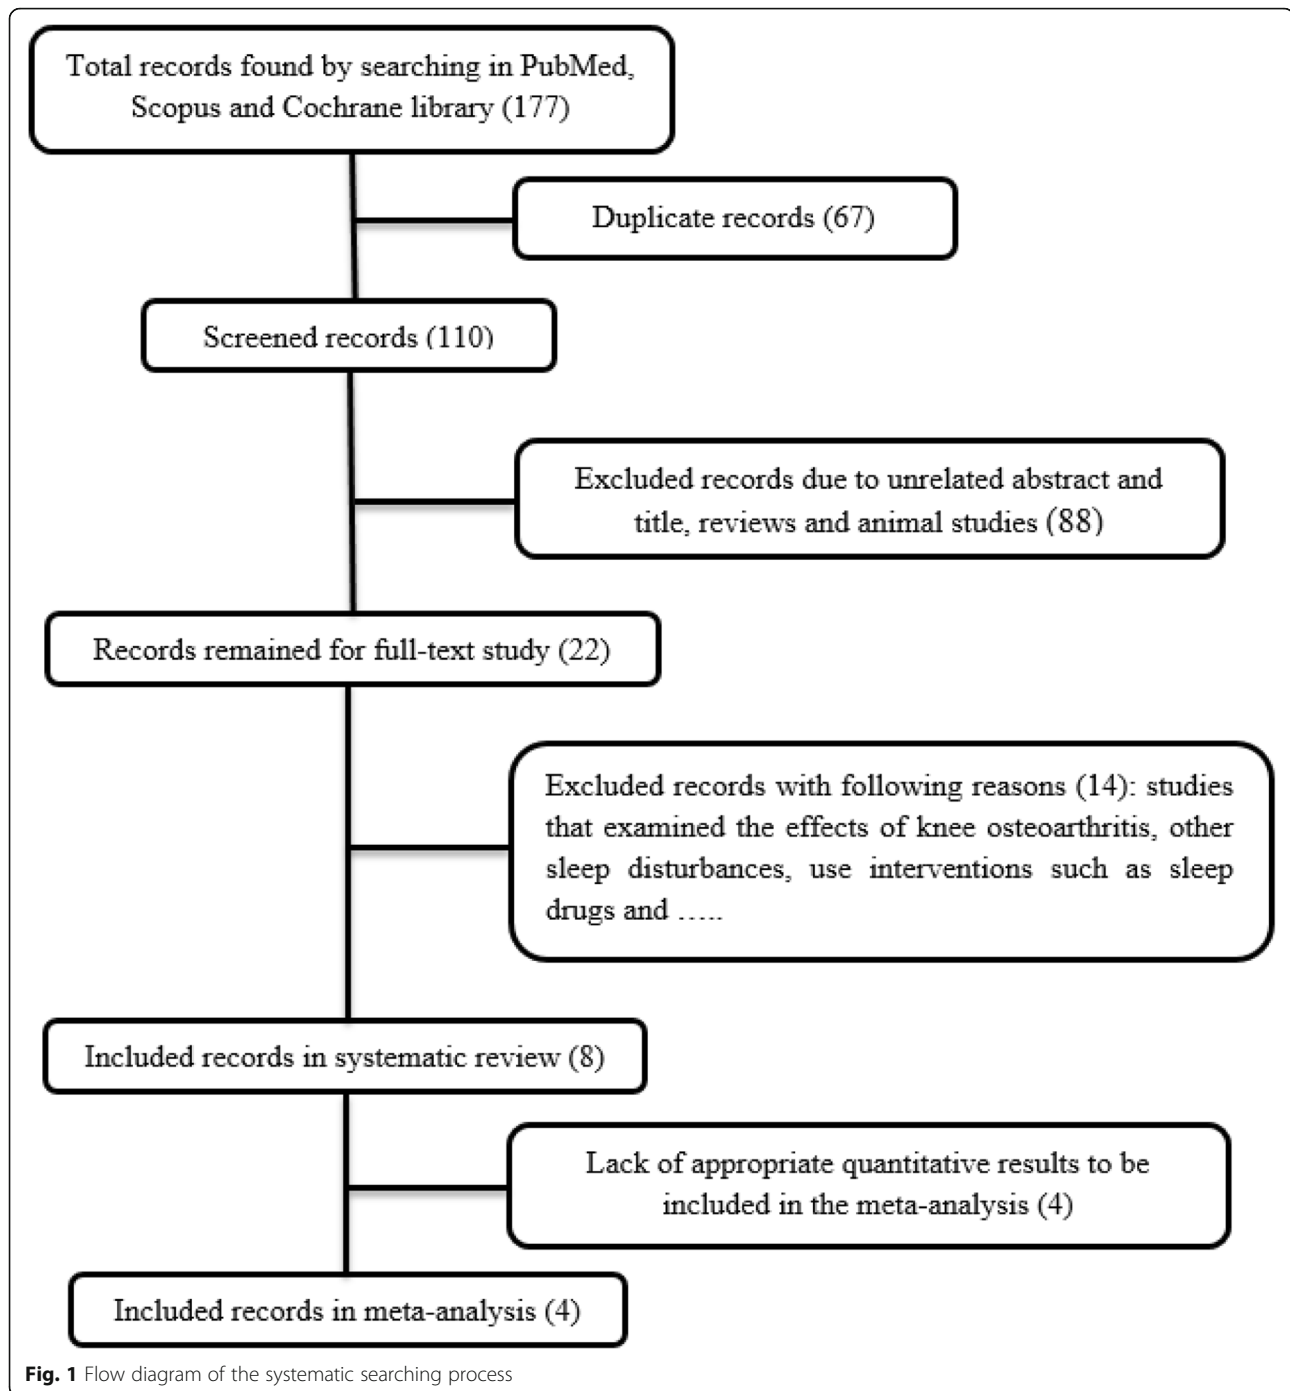 Total records found by searching in PubMed,
Scopus and Cochrane library (177)
Duplicate records (67)
Screened records (110)
Excluded records due to unrelated abstract and
title, reviews and animal studies (88)
Records remained for full-text study (22)
Excluded records with following reasons (14): studies
that examined the effects of knee osteoarthritis, other
sleep disturbances, use interventions such as sleep
drugs and …..
Included records in systematic review (8)
Lack of appropriate quantitative results to be
included in the meta-analysis (4)
Included records in meta-analysis (4)
Fig. 1 Flow diagram of the systematic searching process